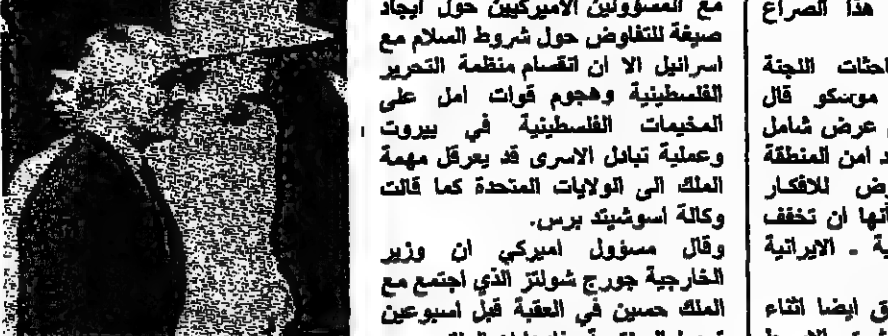 هذا الصراع
احثات اللجنة
موسكو قال
عرض شامل
د امن المنطقة
ض للافكار
أنها ان تخفف
ية ـ الايرانية
ق ايضا اثناء
مع المسؤولين الاميركيين حول ايجاد
صيغة للتفاوض حول شروط السلام مع
اسرائيل الا ان انقسام منظمة التحرير
الفلسطينية وهجوم قوات امل على
المخيمات الفلسطينية في بيروت
وعملية تبادل الاسرى قد يعرقل مهمة
الملك الى الولايات المتحدة كما قالت
وكالة اسوشيتد برس.
وقال مسؤول اميركي ان وزير
الخارجية جورج شولتز الذي اجتمع مع
الملك حسين في العقبة قبل اسبوعين